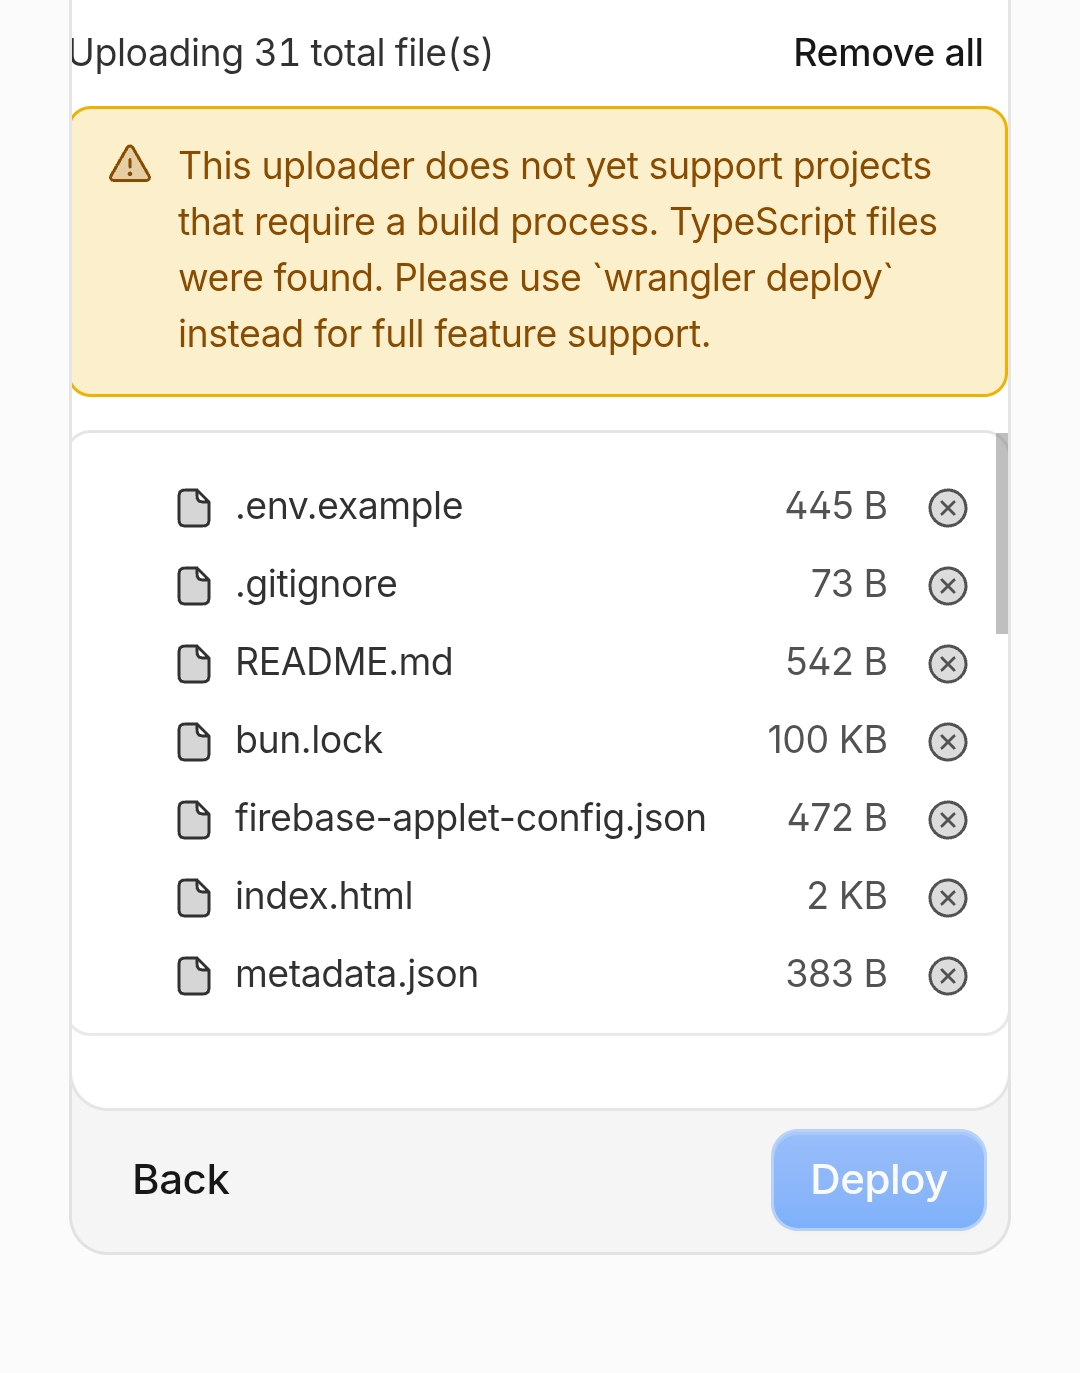 Uploading 31 total file(s) Remove all
This uploader does not yet support projects
that require a build process. TypeScript files
were found. Please use `wrangler deploy`
instead for full feature support.
.env.example 445 B
.gitignore 73 B
README.md 542 B
bun.lock 100 KB
firebase-applet-config.json 472 B
index.html 2 KB
metadata.json 383 B
Back Deploy